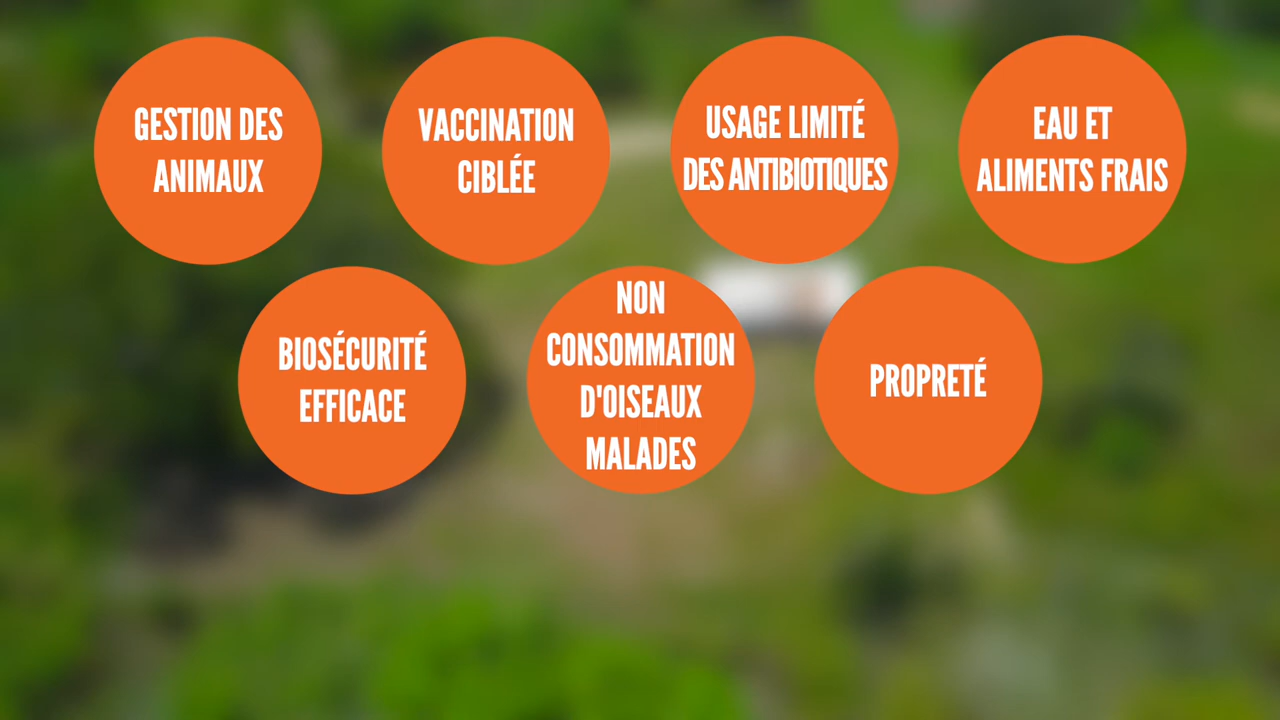 GESTION DES
ANIMAUX
VACCINATION
CIBLÉE
USAGE LIMITÉ
DES ANTIBIOTIQUES
EAU ET
ALIMENTS FRAIS
BIOSÉCURITÉ
EFFICACE
NON
CONSOMMATION
D'OISEAUX
MALADES
PROPRETÉ